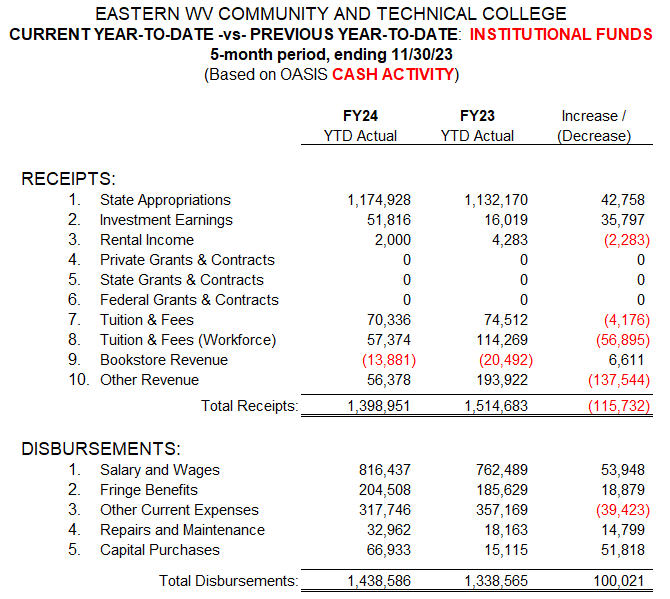 EASTERN WV COMMUNITY AND TECHNICAL COLLEGE
CURRENT YEAR-TO-DATE -vs- PREVIOUS YEAR-TO-DATE: INSTITUTIONAL FUNDS
5-month period, ending 11/30/23
(Based on OASIS CASH ACTIVITY)
FY24 FY23 Increase /
YTD Actual YTD Actual (Decrease)
RECEIPTS:
1. State Appropriations 1,174,928 1,132,170 42,758
2. Investment Earnings 51,816 16,019 35,797
3. Rental Income 2,000 4,283 (2,283)
4. Private Grants & Contracts 0 0 0
5. State Grants & Contracts 0 0 0
6. Federal Grants & Contracts 0 0 0
7. Tuition & Fees 70,336 74,512 (4,176)
8. Tuition & Fees (Workforce) 57,374 114,269 (56,895)
9. Bookstore Revenue (13,881) (20,492) 6,611
10. Other Revenue 56,378 193,922 (137,544)
Total Receipts: 1,398,951 1,514,683 (115,732)
DISBURSEMENTS:
1. Salary and Wages 816,437 762,489 53,948
2. Fringe Benefits 204,508 185,629 18,879
3. Other Current Expenses 317,746 357,169 (39,423)
4. Repairs and Maintenance 32,962 18,163 14,799
5. Capital Purchases 66,933 15,115 51,818
Total Disbursements: 1,438,586 1,338,565 100,021